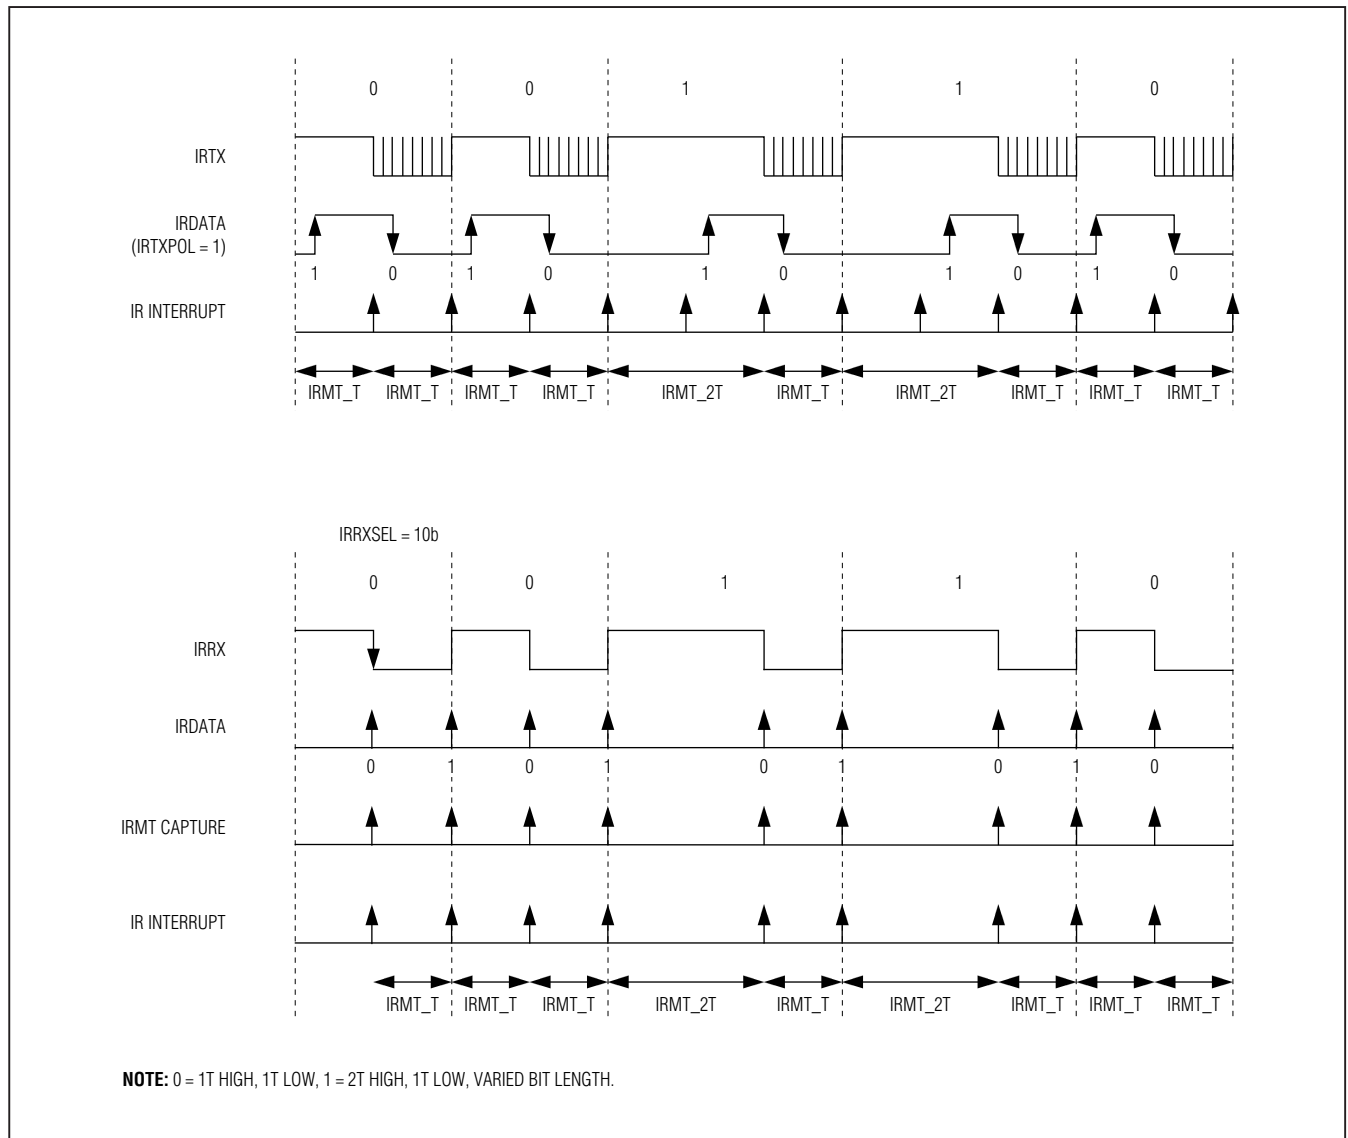 0 0 1 1 0
IRTX
IRDATA
(IRTXPOL = 1)
1 0 1 0 1 0 1 0 1 0
IR INTERRUPT
IRMT_T IRMT_T IRMT_T IRMT_T IRMT_2T IRMT_T IRMT_2T IRMT_T IRMT_T IRMT_T
IRRXSEL = 10b
0 0 1 1 0
IRRX
IRDATA
0 1 0 1 0 1 0 1 0
IRMT CAPTURE
IR INTERRUPT
IRMT_T IRMT_T IRMT_T IRMT_2T IRMT_T IRMT_2T IRMT_T IRMT_T IRMT_T
NOTE: 0 = 1T HIGH, 1T LOW, 1 = 2T HIGH, 1T LOW, VARIED BIT LENGTH.